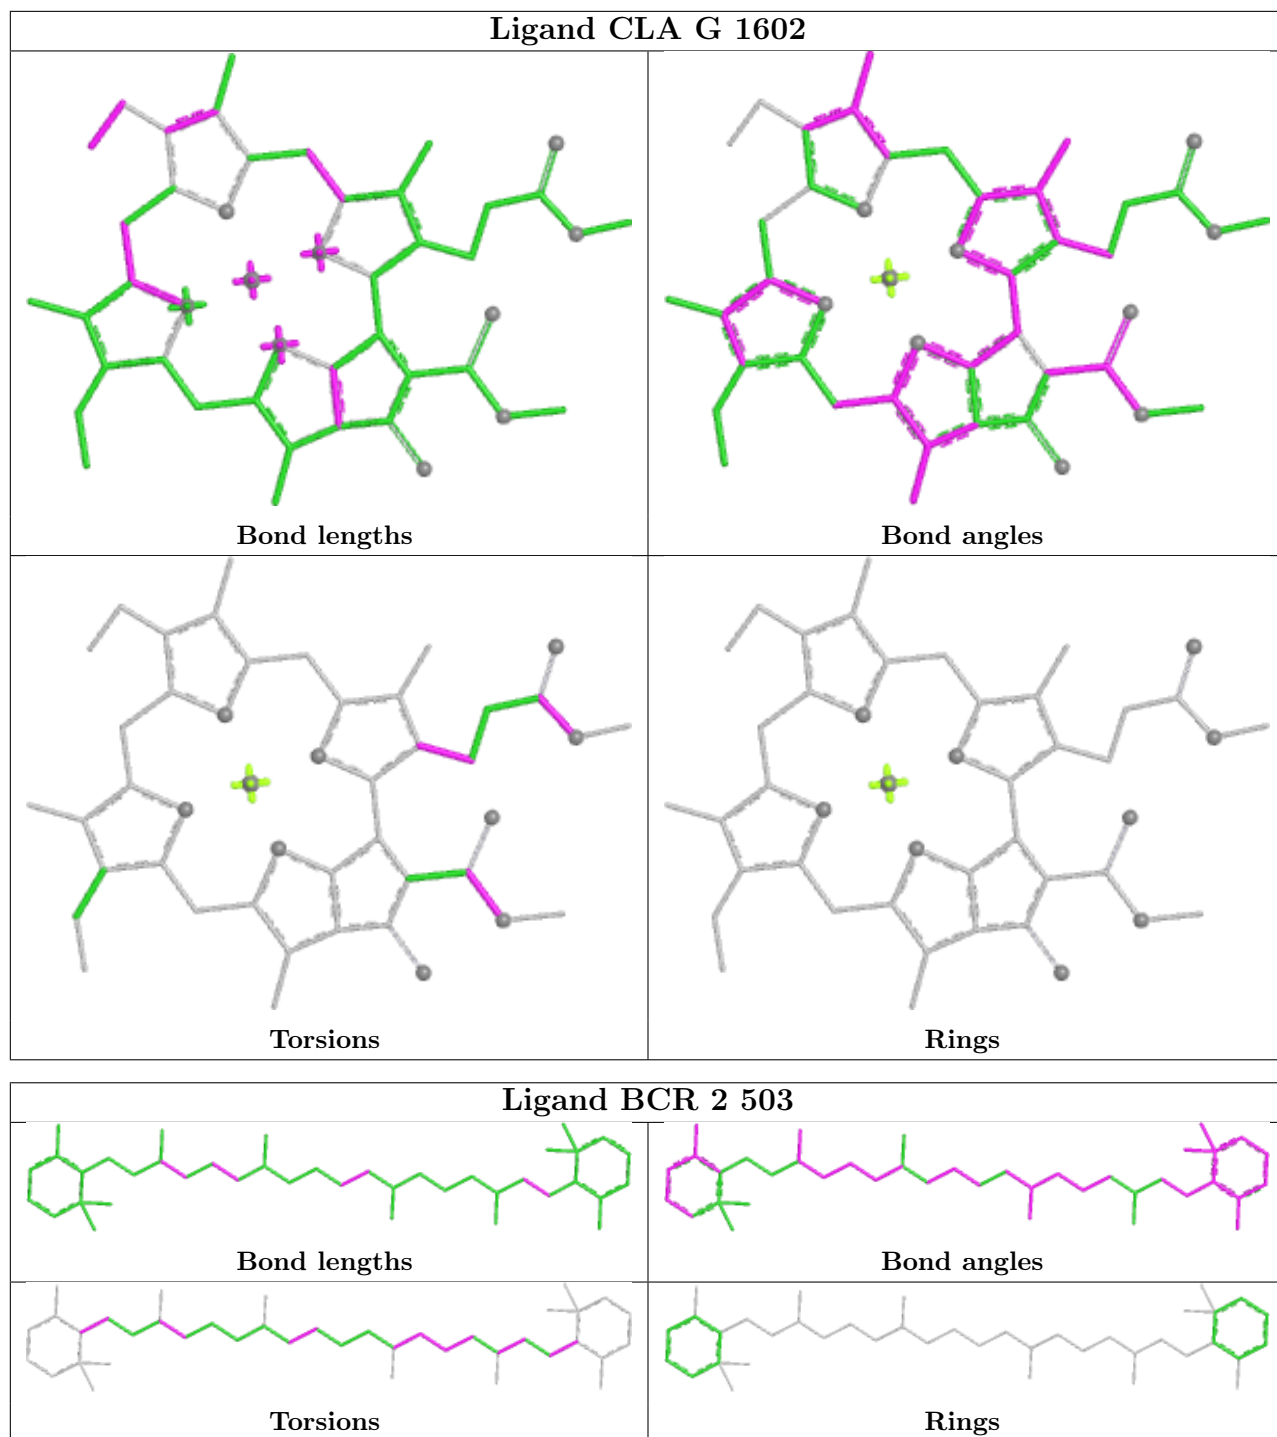 Ligand CLA G 1602
Bond lengths
Bond angles
Torsions
Rings
Ligand BCR 2 503
Bond lengths
Bond angles
Torsions
Rings